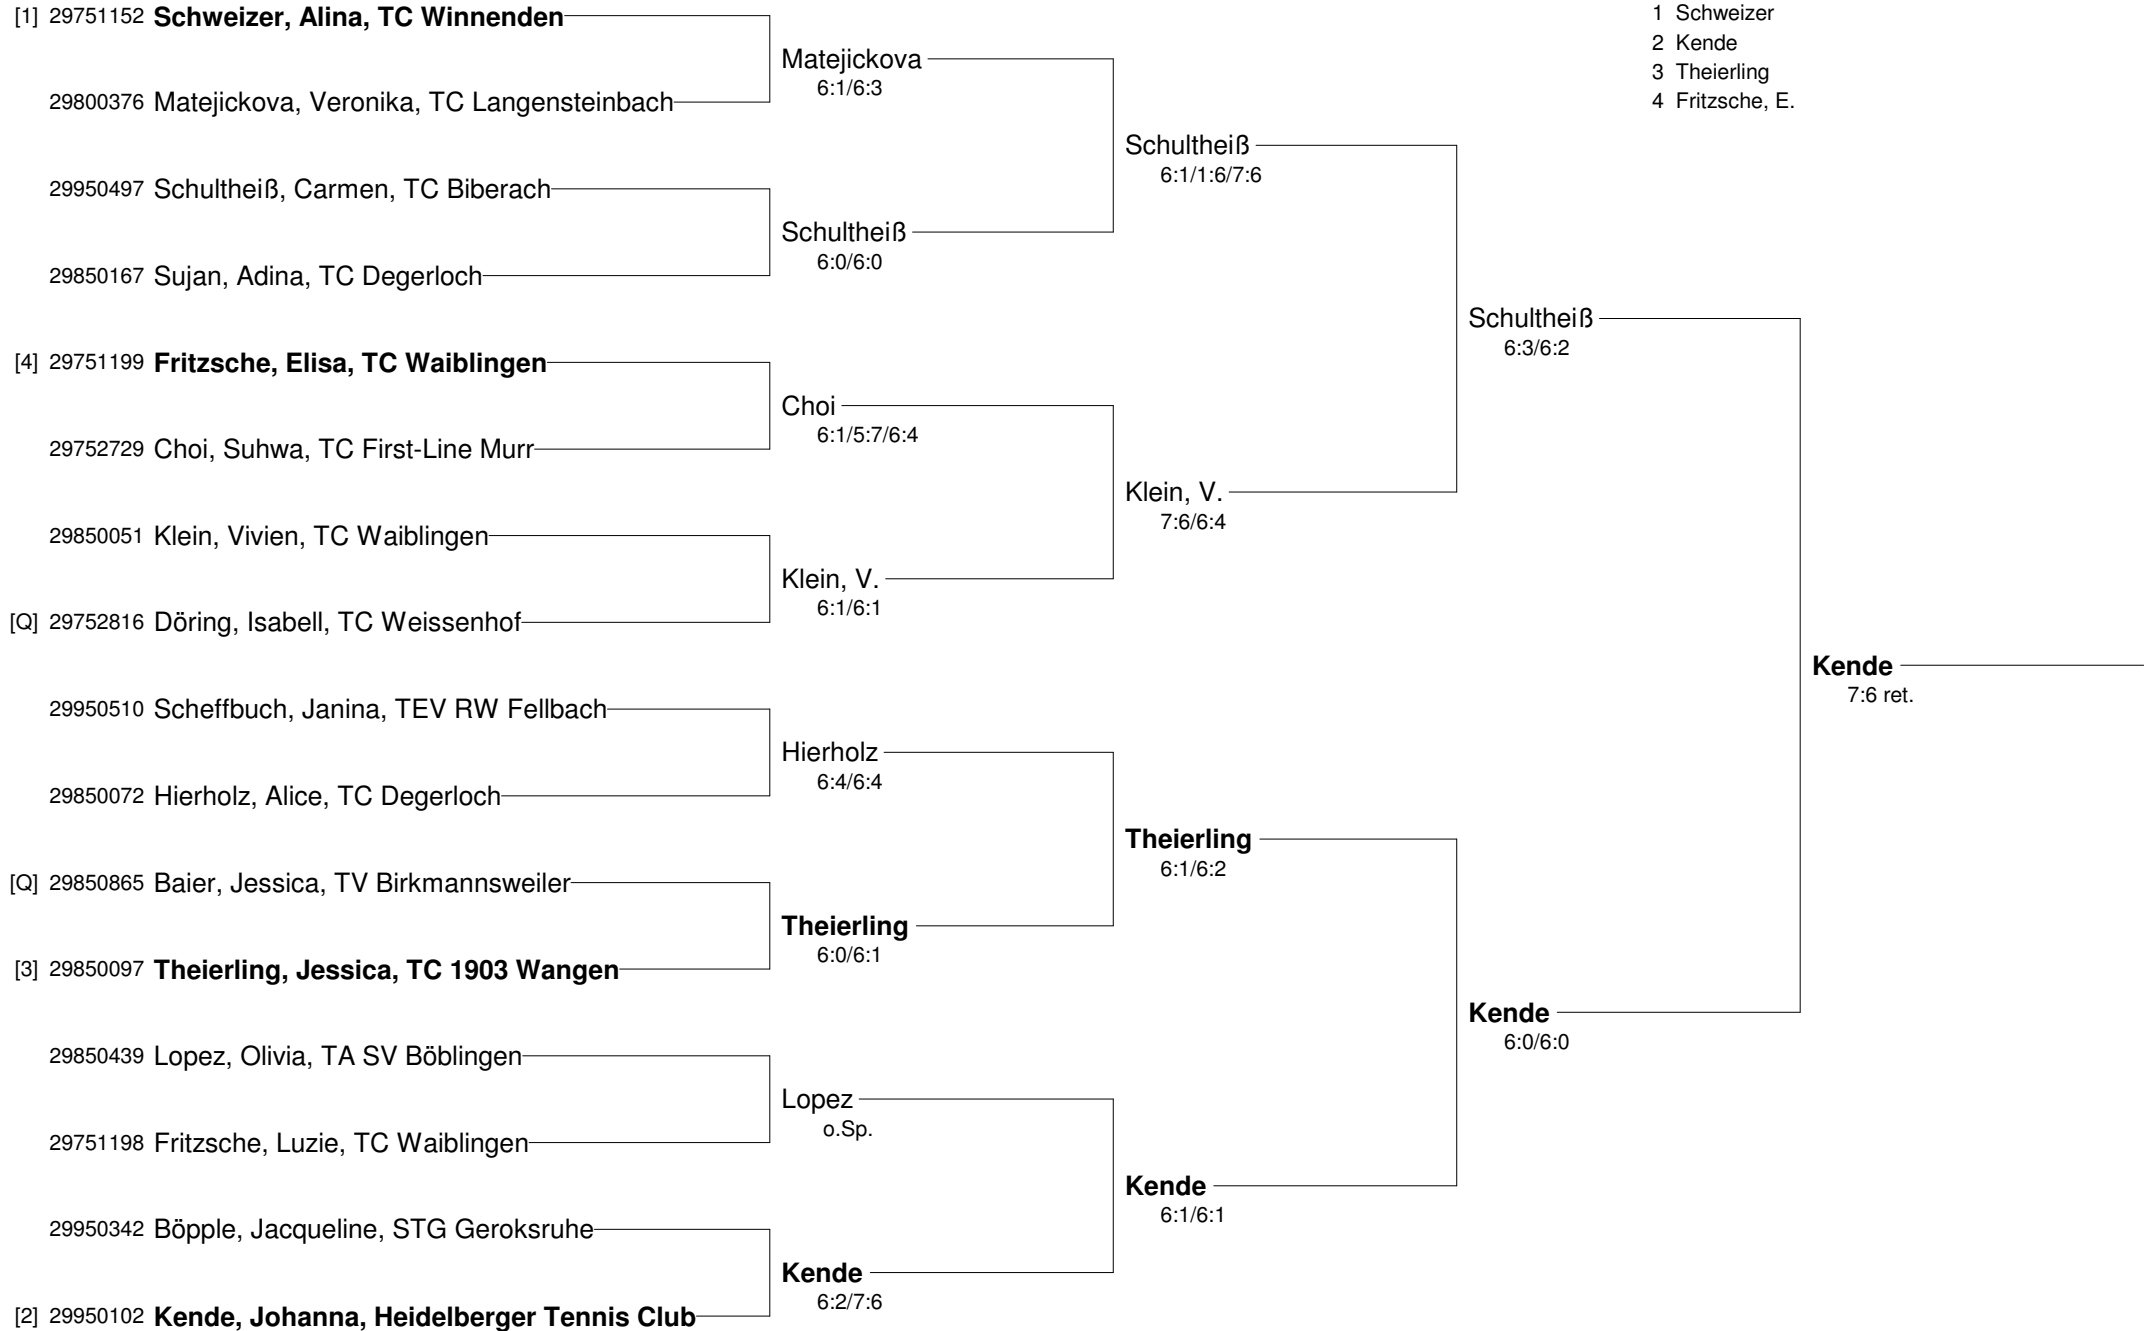 [1] 29751152 Schweizer, Alina, TC Winnenden
29800376 Matejickova, Veronika, TC Langensteinbach
29950497 Schultheiß, Carmen, TC Biberach
29850167 Sujan, Adina, TC Degerloch
[4] 29751199 Fritzsche, Elisa, TC Waiblingen
29752729 Choi, Suhwa, TC First-Line Murr
29850051 Klein, Vivien, TC Waiblingen
[Q] 29752816 Döring, Isabell, TC Weissenhof
29950510 Scheffbuch, Janina, TEV RW Fellbach
29850072 Hierholz, Alice, TC Degerloch
[Q] 29850865 Baier, Jessica, TV Birkmannsweiler
[3] 29850097 Theierling, Jessica, TC 1903 Wangen
29850439 Lopez, Olivia, TA SV Böblingen
29751198 Fritzsche, Luzie, TC Waiblingen
29950342 Böpple, Jacqueline, STG Geroksruhe
[2] 29950102 Kende, Johanna, Heidelberger Tennis Club
Matejickova
6:1/6:3
Schultheiß
6:0/6:0
Choi
6:1/5:7/6:4
Klein, V.
6:1/6:1
Hierholz
6:4/6:4
Theierling
6:0/6:1
Lopez
o.Sp.
Kende
6:2/7:6
Schultheiß
6:1/1:6/7:6
Klein, V.
7:6/6:4
Theierling
6:1/6:2
Kende
6:1/6:1
Schultheiß
6:3/6:2
Kende
6:0/6:0
Kende
7:6 ret.
1 Schweizer
2 Kende
3 Theierling
4 Fritzsche, E.